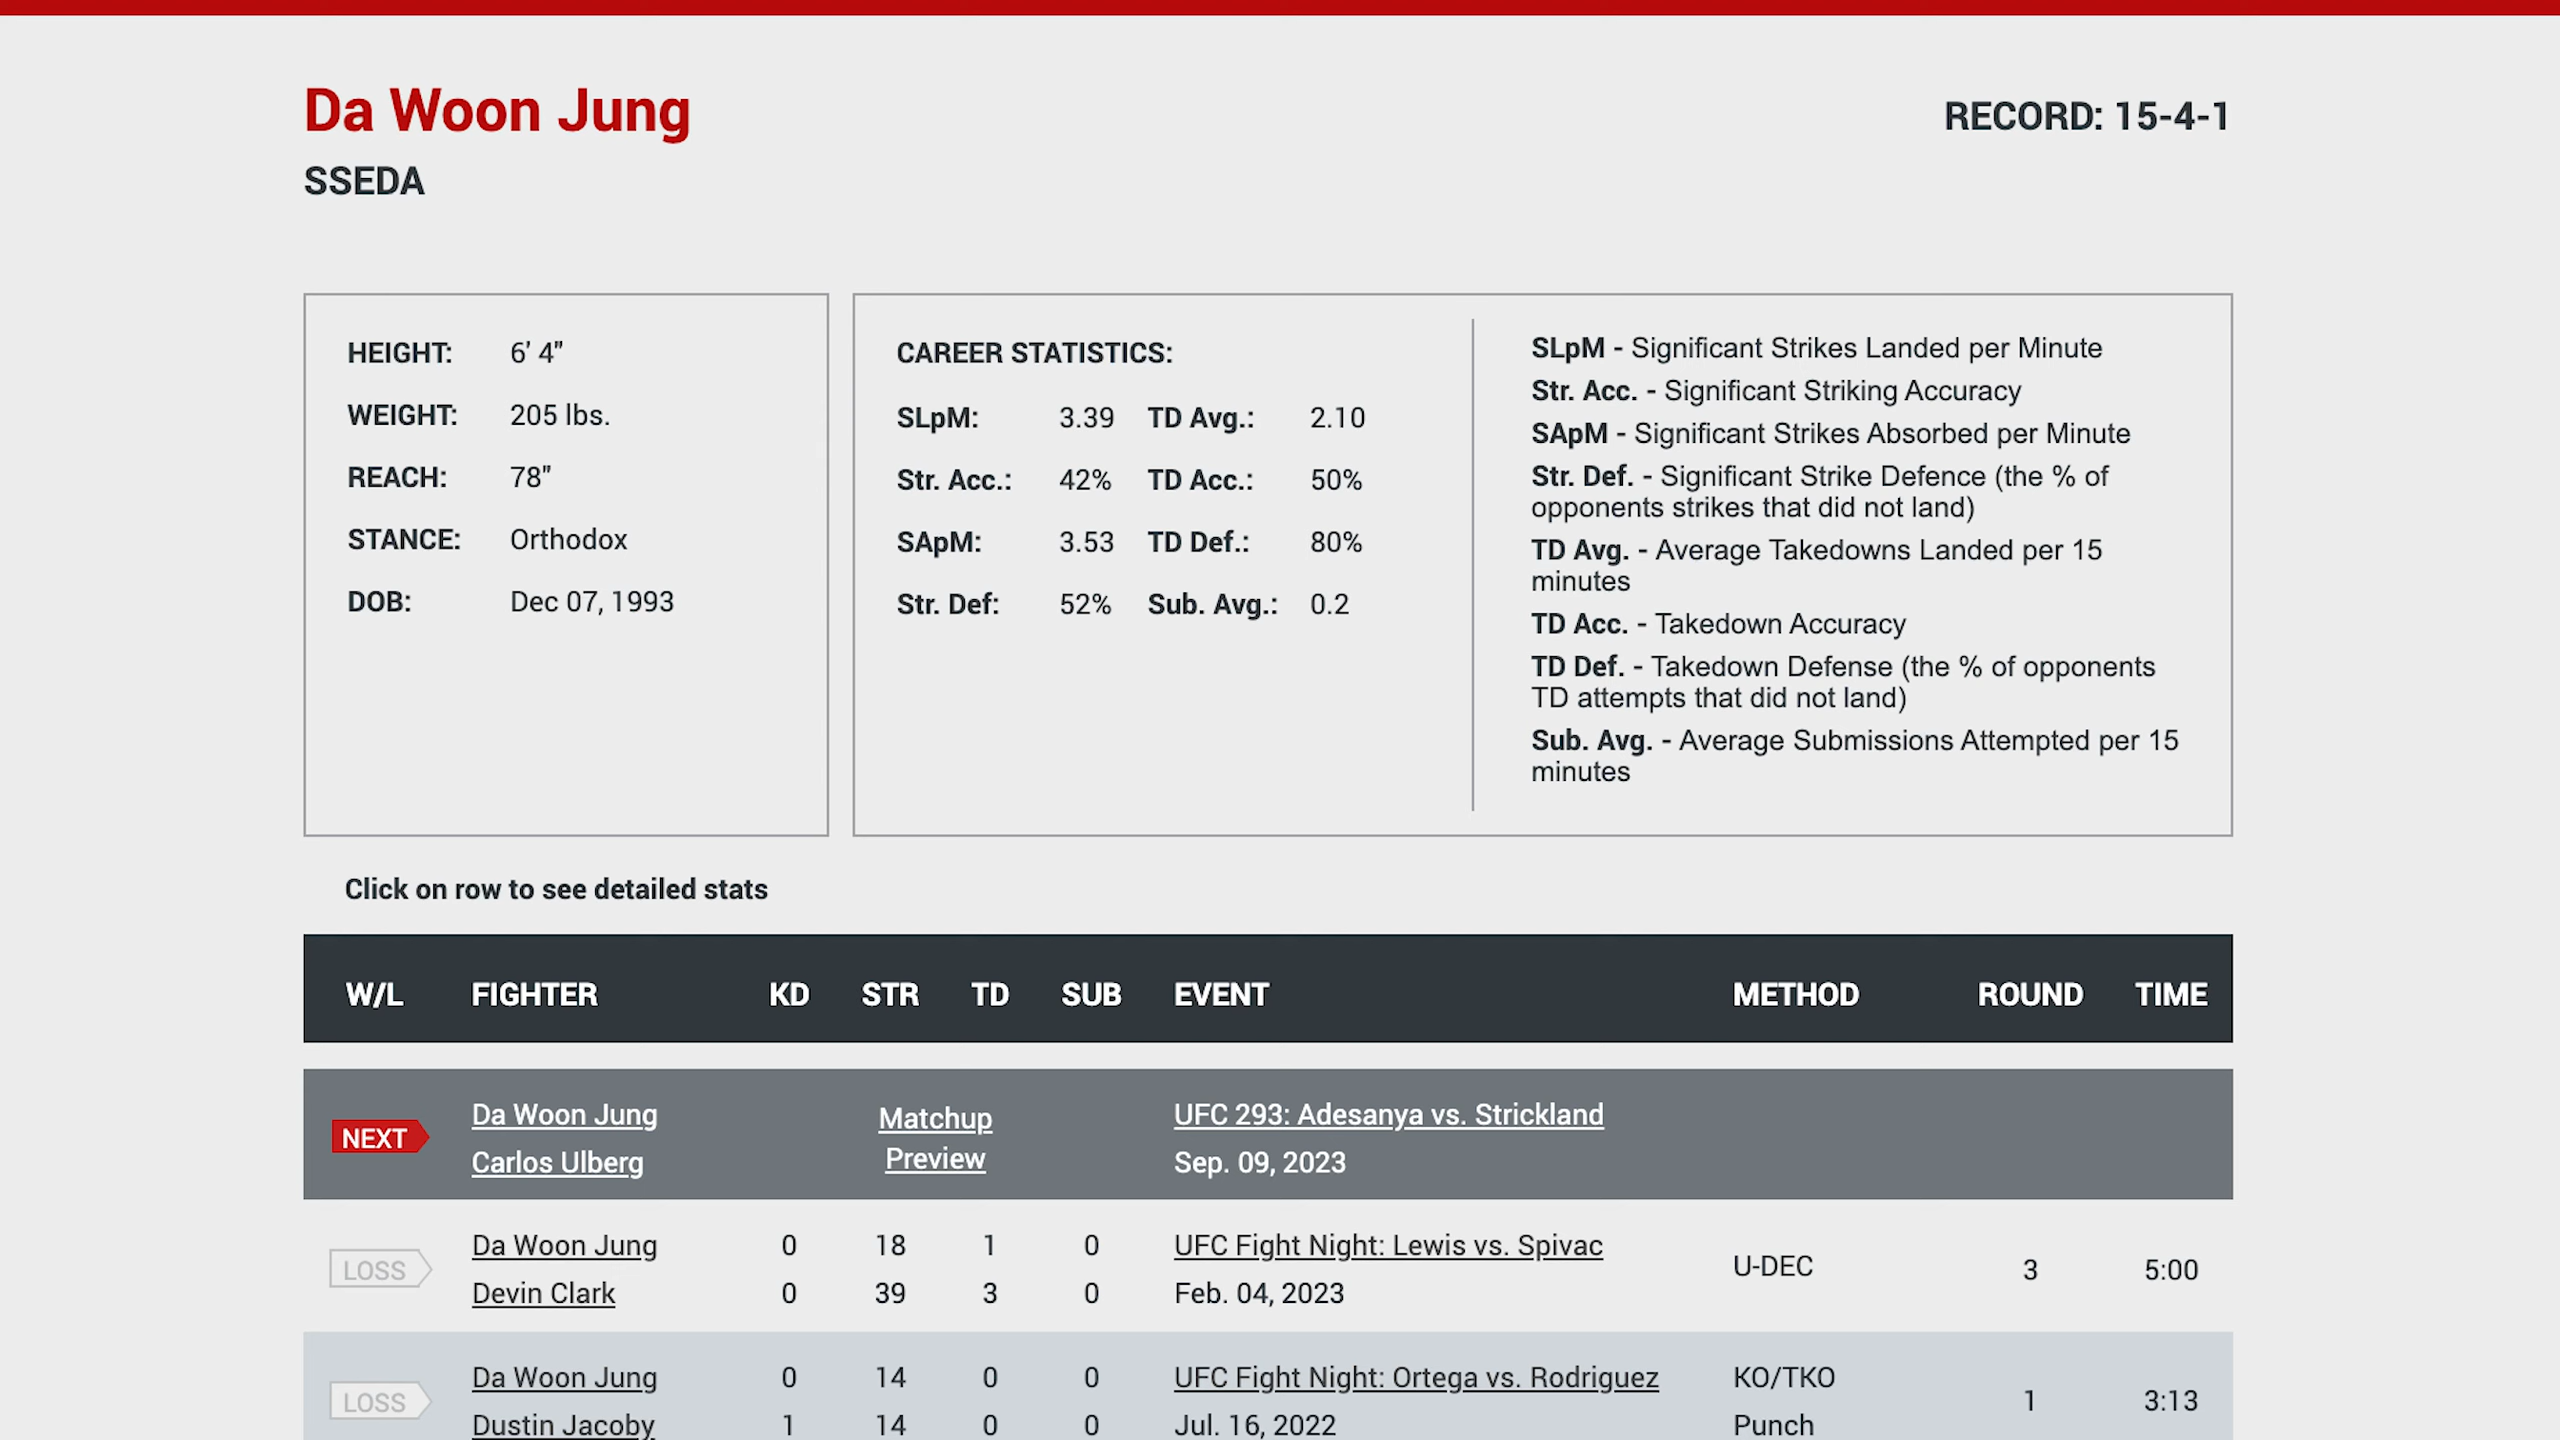 Da Woon Jung
RECORD: 15-4-1
SSEDA
HEIGHT: 6' 4"
WEIGHT: 205 lbs.
REACH: 78"
STANCE: Orthodox
DOB: Dec 07, 1993
CAREER STATISTICS:
SLpM: 3.39 TD Avg.: 2.10
Str. Acc.: 42% TD Acc.: 50%
SApM: 3.53 TD Def.: 80%
Str. Def: 52% Sub. Avg.: 0.2
SLpM - Significant Strikes Landed per Minute
Str. Acc. - Significant Striking Accuracy
SApM - Significant Strikes Absorbed per Minute
Str. Def. - Significant Strike Defence (the % of
opponents strikes that did not land)
TD Avg. - Average Takedowns Landed per 15
minutes
TD Acc. - Takedown Accuracy
TD Def. - Takedown Defense (the % of opponents
TD attempts that did not land)
Sub. Avg. - Average Submissions Attempted per 15
minutes
Click on row to see detailed stats
W/L FIGHTER KD STR TD SUB EVENT METHOD ROUND TIME
NEXT
Da Woon Jung Matchup UFC 293: Adesanya vs. Strickland
Carlos Ulberg Preview Sep. 09, 2023
LOSS
Da Woon Jung 0 18 1 0 UFC Fight Night: Lewis vs. Spivac U-DEC 3 5:00
Devin Clark 0 39 3 0 Feb. 04, 2023
LOSS
Da Woon Jung 0 14 0 0 UFC Fight Night: Ortega vs. Rodriguez KO/TKO 1 3:13
Dustin Jacoby 1 14 0 0 Jul. 16, 2022 Punch